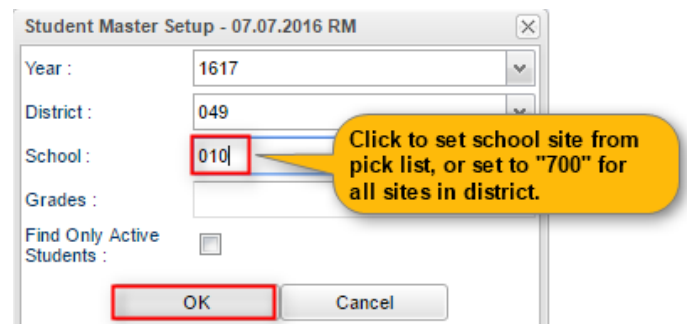 Student Master Setup - 07.07.2016 RM
Year : 1617
District : 049
School : 010
Click to set school site from
pick list, or set to "700" for
all sites in district.
Grades :
Find Only Active
Students :
OK Cancel